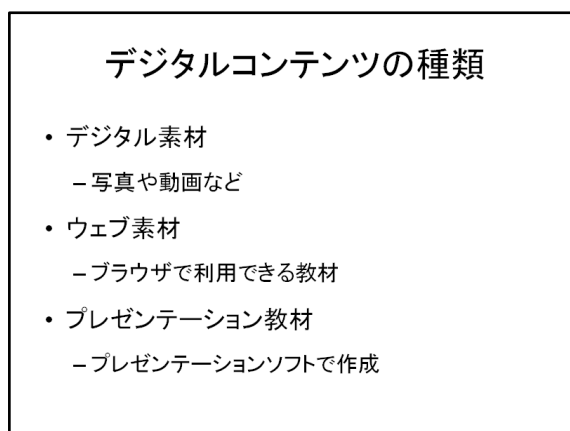 デジタルコンテンツの種類
• デジタル素材
– 写真や動画など
• ウェブ素材
– ブラウザで利用できる教材
• プレゼンテーション教材
– プレゼンテーションソフトで作成